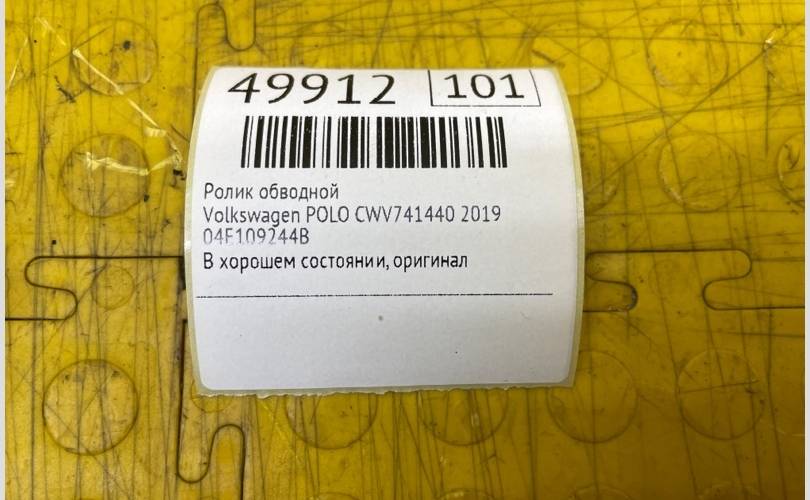 49912 101
Ролик обводной
Volkswagen POLO CWV741440 2019
04E109244B
В хорошем состоянии, оригинал